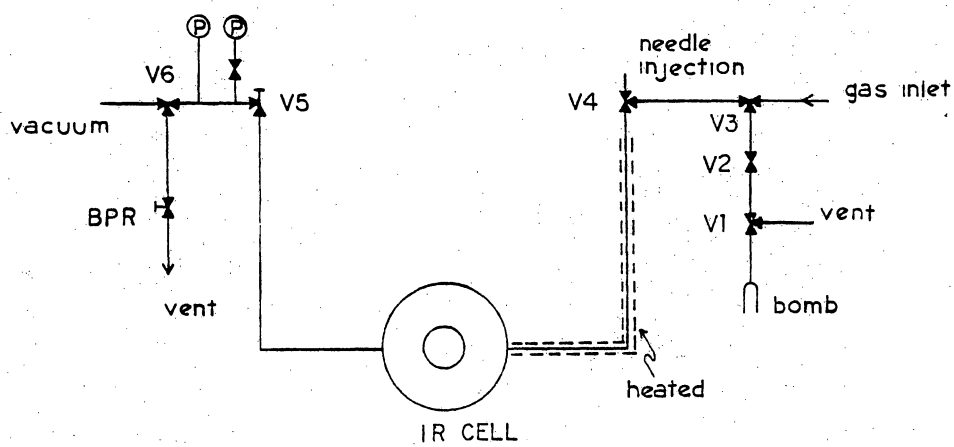 P P
needle
injection
V6
V5
V4
gas inlet
vacuum
V3
V2
BPR
V1
vent
vent
bomb
heated
IR CELL